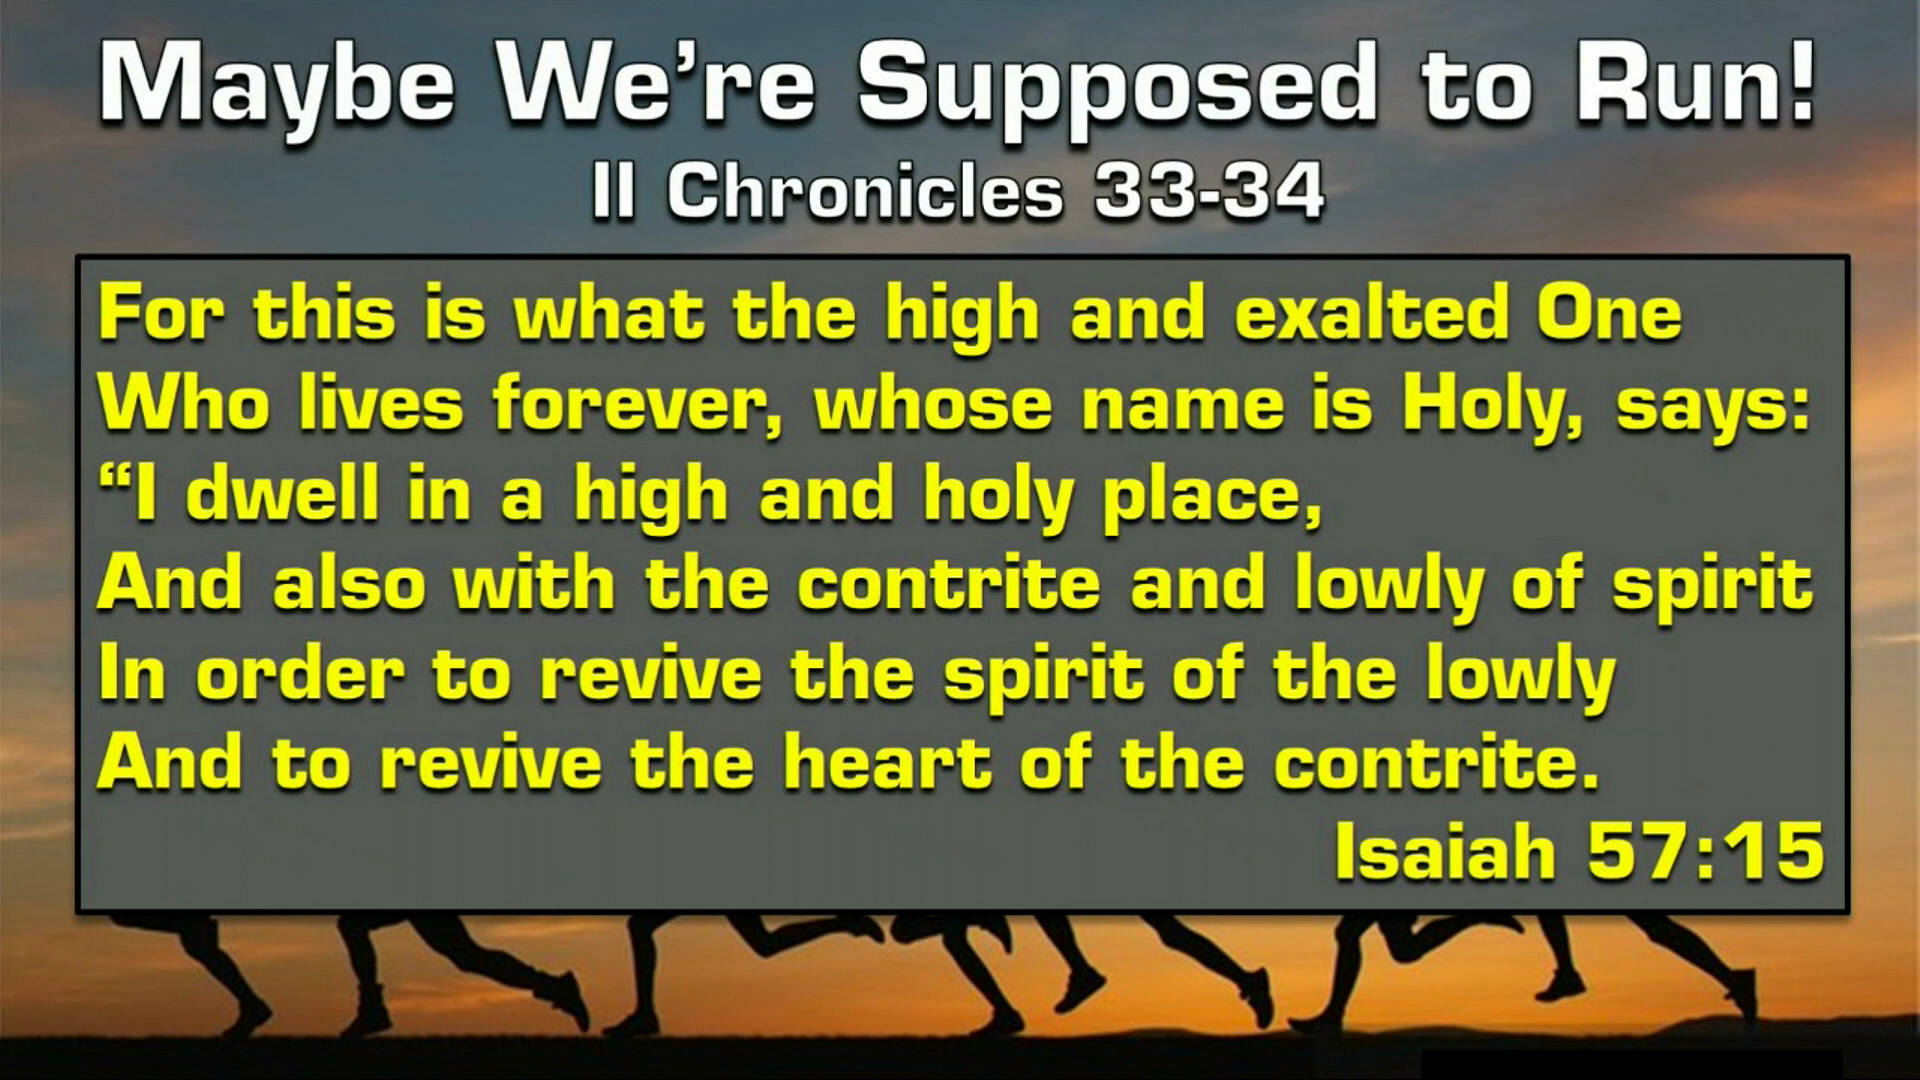 Maybe We’re Supposed to Run!
II Chronicles 33-34
For this is what the high and exalted One
Who lives forever, whose name is Holy, says:
“I dwell in a high and holy place,
And also with the contrite and lowly of spirit
In order to revive the spirit of the lowly
And to revive the heart of the contrite.
Isaiah 57:15